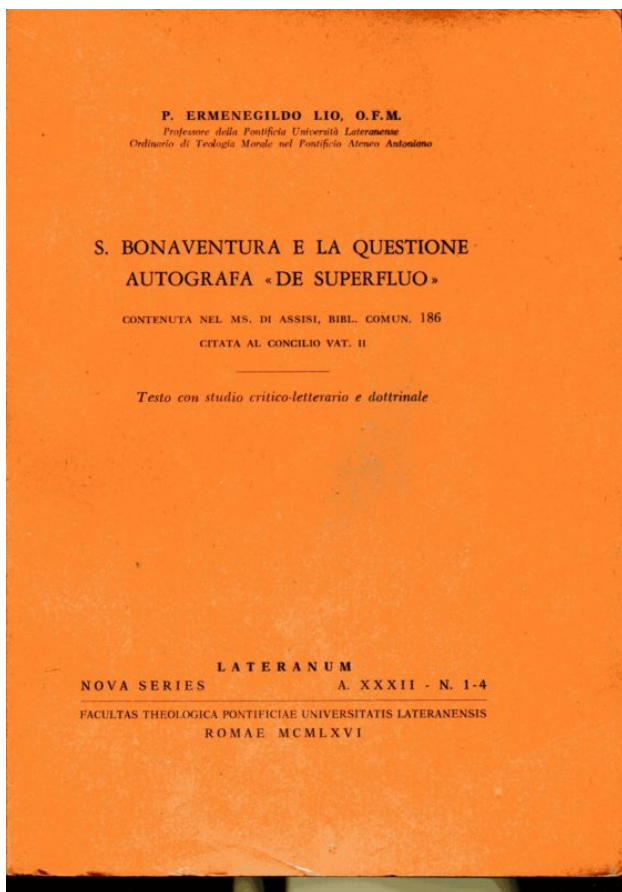 P. ERMENEGILDO LIO, O.F.M.
Professore della Pontificia Università Lateranense
Ordinario di Teologia Morale nel Pontificio Ateneo Antoniano
S. BONAVENTURA E LA QUESTIONE
AUTOGRAFA «DE SUPERFLUO»
CONTENUTA NEL MS. DI ASSISI, BIBL. COMUN. 186
CITATA AL CONCILIO VAT. II
Testo con studio critico-letterario e dottrinale
LATERANUM
NOVA SERIES A. XXXII - N. 1-4
FACULTAS THEOLOGICA PONTIFICIAE UNIVERSITATIS LATERANENSIS
ROMAE MCMLXVI